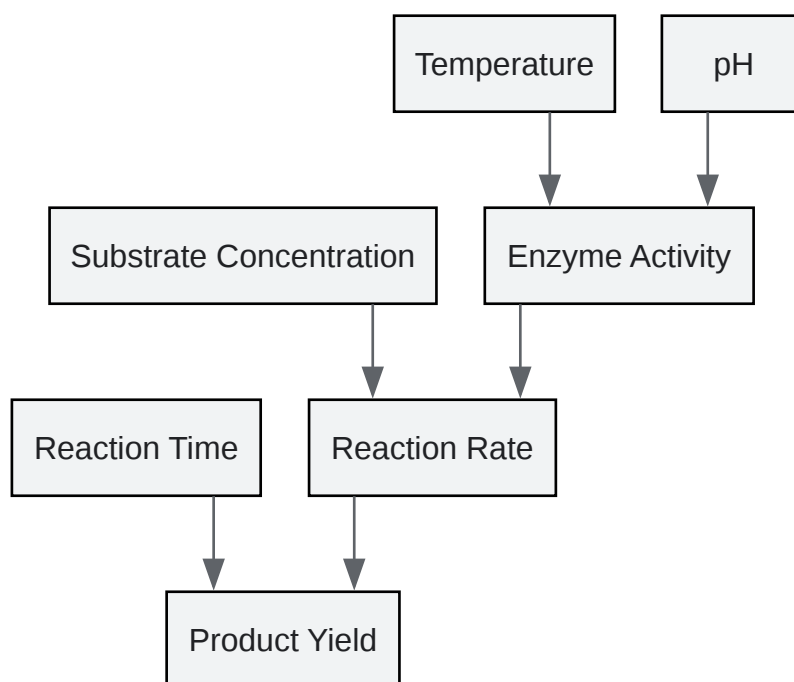 Temperature
pH
Substrate Concentration
Enzyme Activity
Reaction Time
Reaction Rate
Product Yield